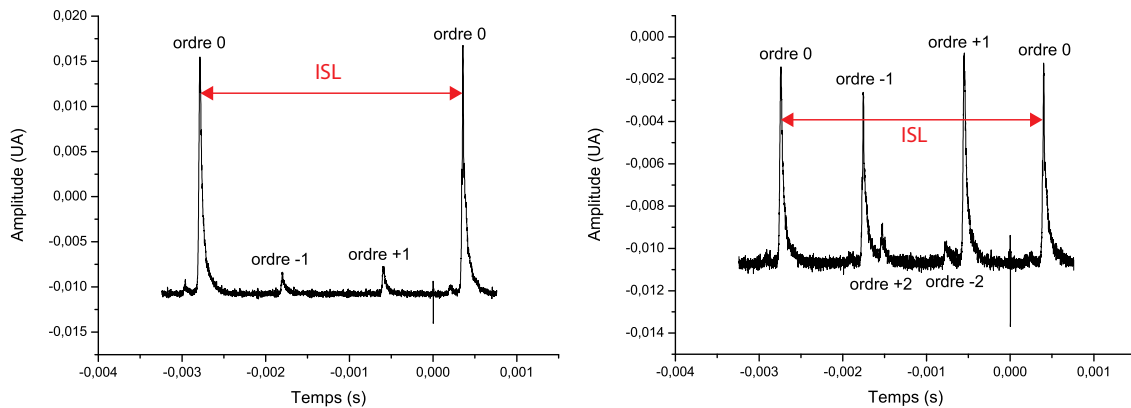 0,020
0,015
0,010
0,005
0,000
-0,005
-0,010
-0,015
Amplitude (UA)
ordre 0
ordre 0
ISL
ordre -1
ordre +1
-0,004
-0,003
-0,002
-0,001
0,000
0,001
Temps (s)
0,000
-0,002
-0,004
-0,006
-0,008
-0,010
-0,012
-0,014
Amplitude (UA)
ordre +1
ordre 0
ordre 0
ordre -1
ISL
ordre +2
ordre -2
-0,004
-0,003
-0,002
-0,001
0,000
0,001
Temps (s)